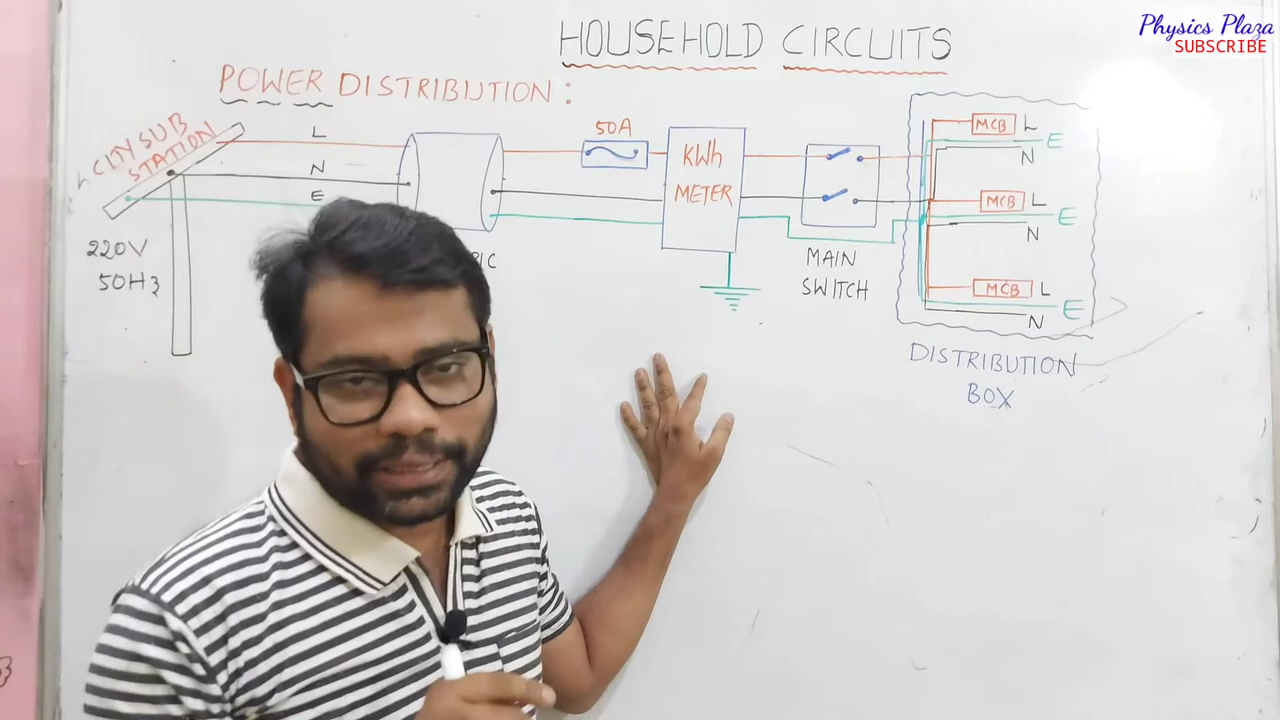 HOUSEHOLD CIRCUITS
Physics Plaza
SUBSCRIBE
POWER DISTRIBUTION :
CITY SUB
STATION
L
N
E
220V
50Hz
50A
KWh
METER
MAIN
SWITCH
MCB L
E
N
MCB L
E
N
MCB L
E
N
DISTRIBUTION
BOX